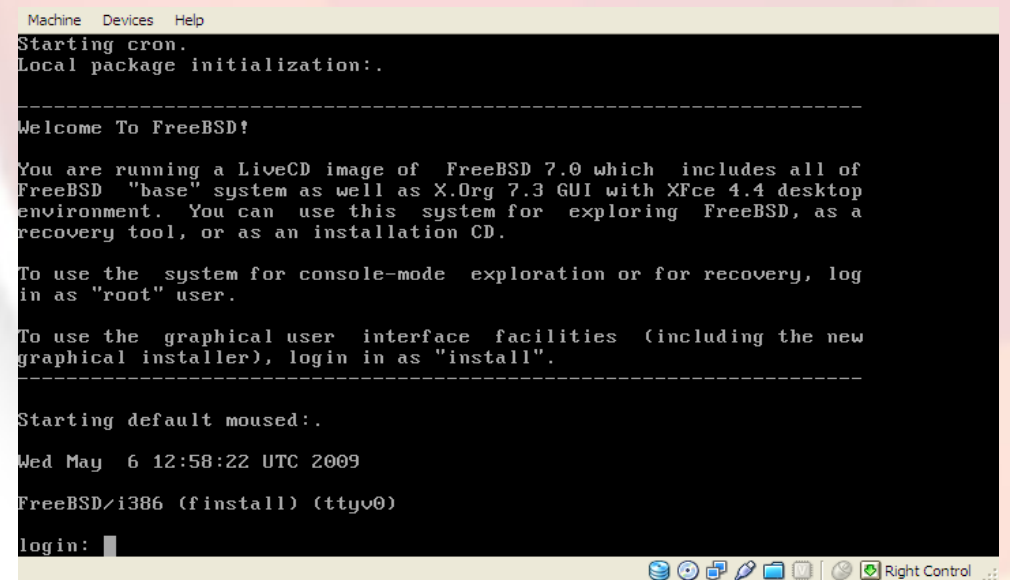 Machine Devices Help
Starting cron.
Local package initialization:.
--------------------------------------------------------------------
Welcome To FreeBSD!
You are running a LiveCD image of  FreeBSD 7.0 which  includes all of
FreeBSD  "base" system as well as X.Org 7.3 GUI with XFce 4.4 desktop
environment.  You can  use this  system for  exploring  FreeBSD, as a
recovery tool, or as an installation CD.
To use the  system for console-mode  exploration or for recovery, log
in as "root" user.
To use the  graphical user  interface  facilities  (including the new
graphical installer), login in as "install".
--------------------------------------------------------------------
Starting default moused:.
Wed May  6 12:58:22 UTC 2009
FreeBSD/i386 (finstall) (ttyv0)
login:
Right Control